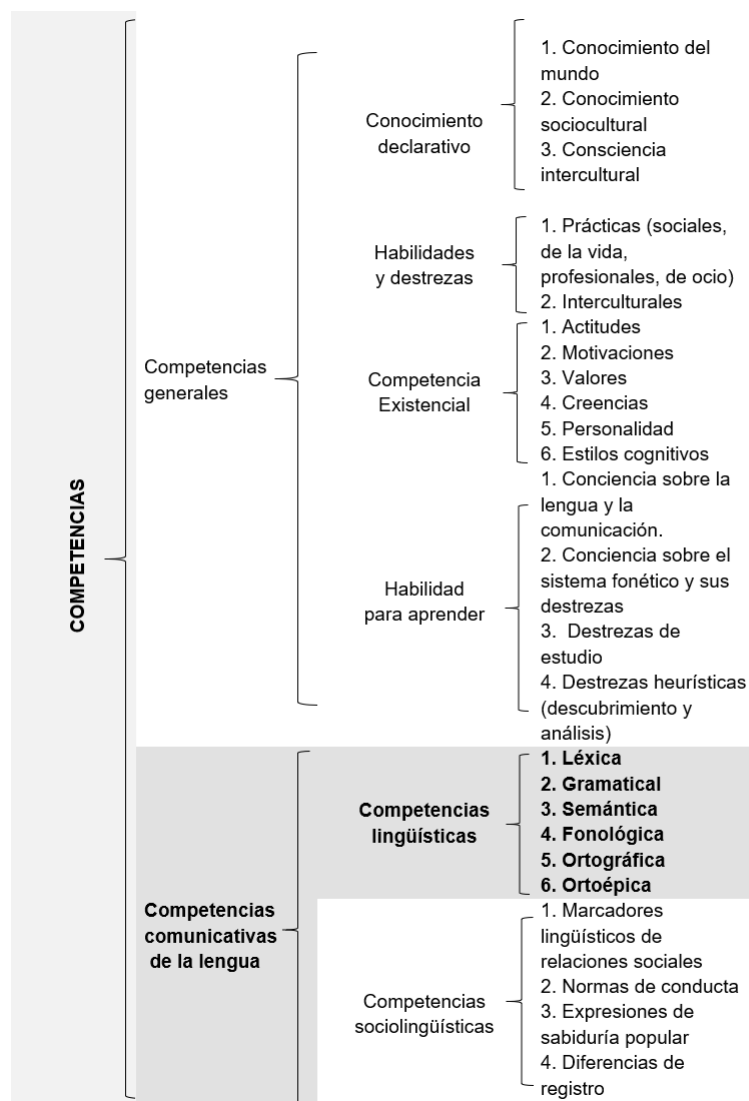 COMPETENCIAS
Competencias
generales
Conocimiento
declarativo
1. Conocimiento del
mundo
2. Conocimiento
sociocultural
3. Consciencia
intercultural
Habilidades
y destrezas
1. Prácticas (sociales,
de la vida,
profesionales, de ocio)
2. Interculturales
Competencia
Existencial
1. Actitudes
2. Motivaciones
3. Valores
4. Creencias
5. Personalidad
6. Estilos cognitivos
Habilidad
para aprender
1. Conciencia sobre la
lengua y la
comunicación.
2. Conciencia sobre el
sistema fonético y sus
destrezas
3. Destrezas de
estudio
4. Destrezas heurísticas
(descubrimiento y
análisis)
Competencias
comunicativas
de la lengua
Competencias
lingüísticas
1. Léxica
2. Gramatical
3. Semántica
4. Fonológica
5. Ortográfica
6. Ortoépica
Competencias
sociolingüísticas
1. Marcadores
lingüísticos de
relaciones sociales
2. Normas de conducta
3. Expresiones de
sabiduría popular
4. Diferencias de
registro